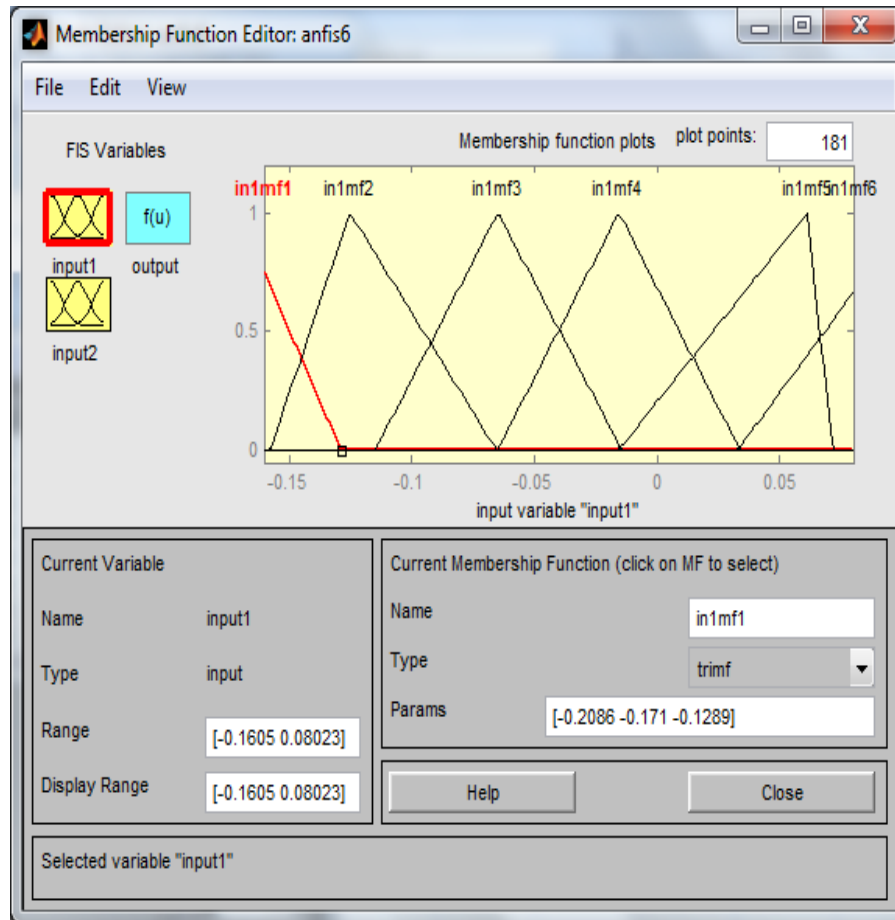 Membership Function Editor: anfis6
File Edit View
FIS Variables
Membership function plots plot points: 181
input1
f(u)
output
input2
in1mf1 in1mf2 in1mf3 in1mf4 in1mf5 in1mf6
1
0.5
0
-0.15 -0.1 -0.05 0 0.05
input variable "input1"
Current Variable
Name input1
Type input
Range [-0.1605 0.08023]
Display Range [-0.1605 0.08023]
Current Membership Function (click on MF to select)
Name in1mf1
Type trimf
Params [-0.2086 -0.171 -0.1289]
Help Close
Selected variable "input1"